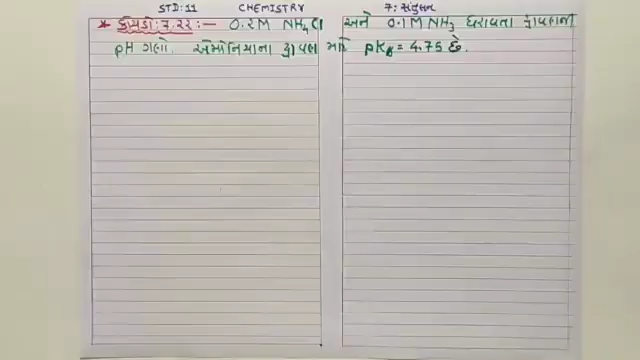 STD:11 CHEMISTRY 7: સંતુલન
* કોયડો: 7.22:- 0.2M NH4Cl અને 0.1M NH3 ધરાવતા દ્રાવણની
pH ગણો. એમોનિયાના દ્રાવણ માટે pKb = 4.75 છે.